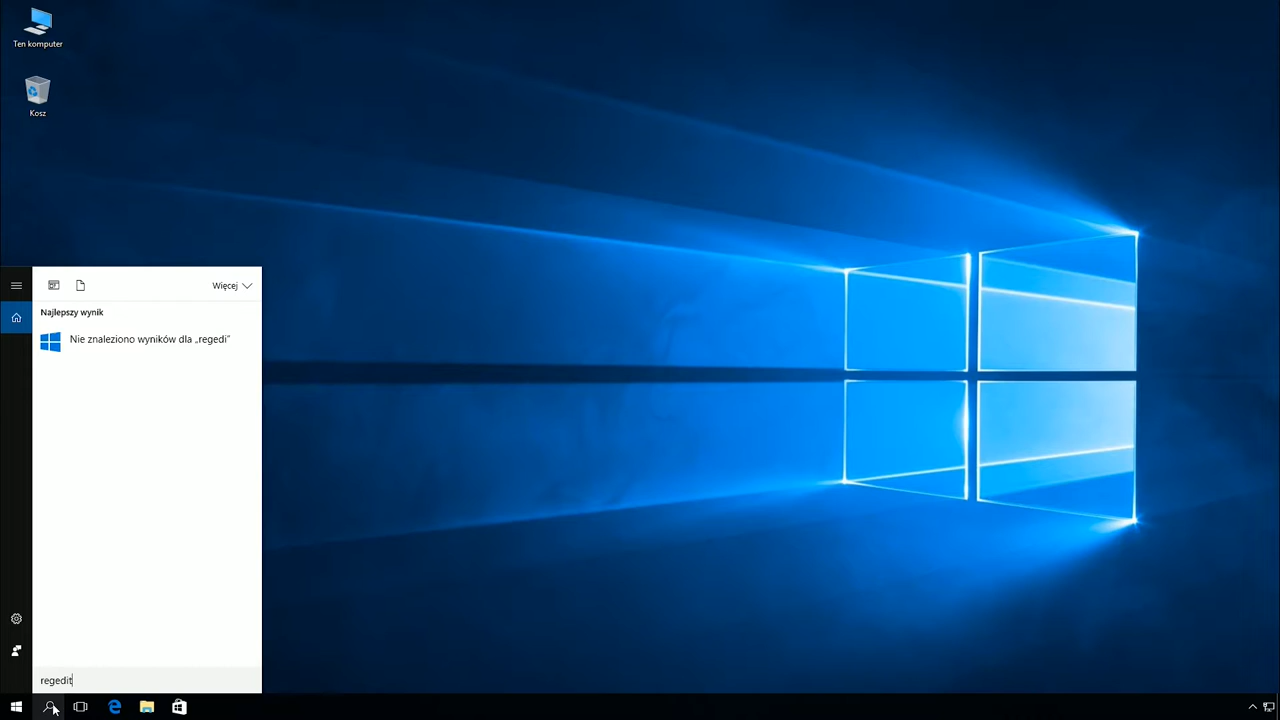 Ten komputer
Kosz
Więcej
Najlepszy wynik
Nie znaleziono wyników dla „regedi”
regedit